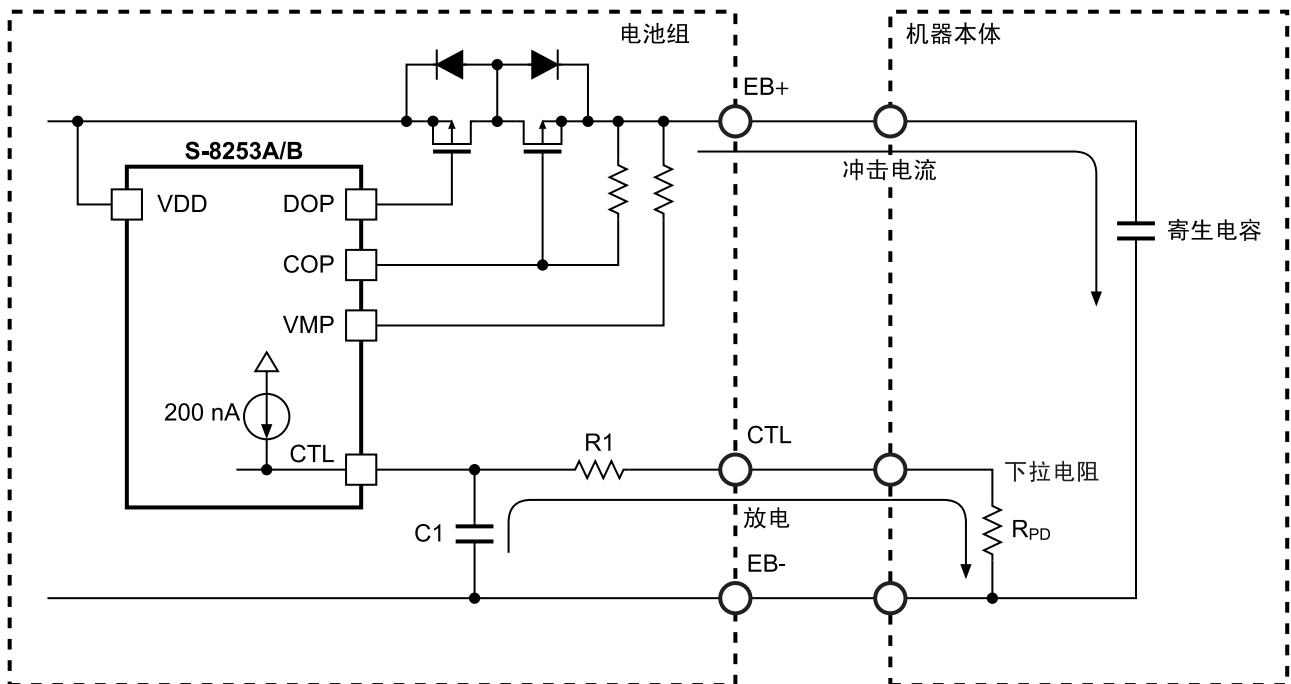 电池组
机器本体
EB+
S-8253A/B
冲击电流
VDD
DOP
COP
寄生电容
VMP
200 nA
CTL
R1
CTL
下拉电阻
放电
C1
RPD
EB-